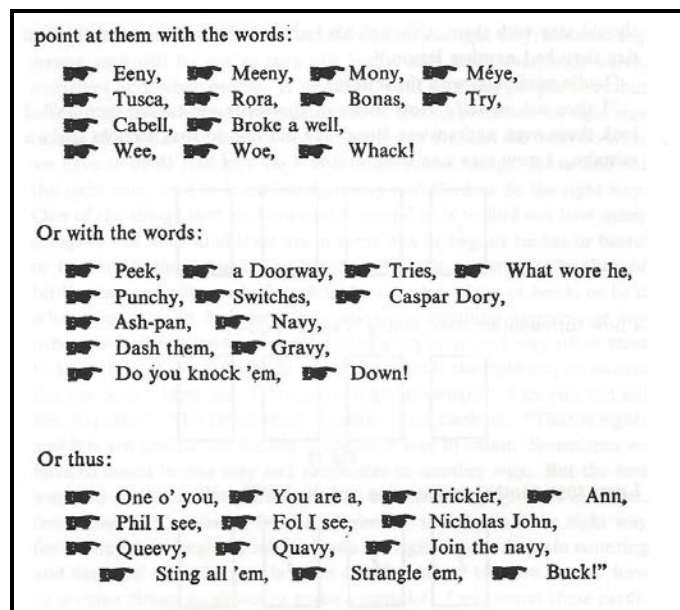 point at them with the words:
☛ Eeny, ☛ Meeny, ☛ Mony, ☛ Méye,
☛ Tusca, ☛ Rora, ☛ Bonas, ☛ Try,
☛ Cabell, ☛ Broke a well,
☛ Wee, ☛ Woe, ☛ Whack!
Or with the words:
☛ Peek, ☛ a Doorway, ☛ Tries, ☛ What wore he,
☛ Punchy, ☛ Switches, ☛ Caspar Dory,
☛ Ash-pan, ☛ Navy,
☛ Dash them, ☛ Gravy,
☛ Do you knock 'em, ☛ Down!
Or thus:
☛ One o' you, ☛ You are a, ☛ Trickier, ☛ Ann,
☛ Phil I see, ☛ Fol I see, ☛ Nicholas John,
☛ Queevy, ☛ Quavy, ☛ Join the navy,
☛ Sting all 'em, ☛ Strangle 'em, ☛ Buck!"